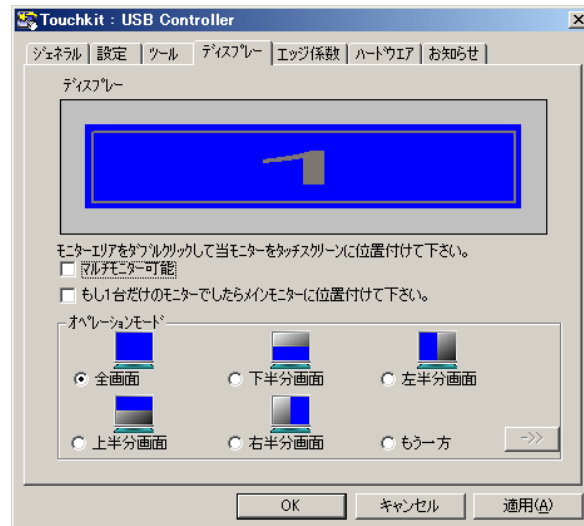 Touchkit : USB Controller
ｼﾞｪﾈﾗﾙ 設定 ﾂｰﾙ ﾃﾞｨｽﾌﾟﾚｰ ｴｯｼﾞ係数 ﾊｰﾄﾞｳｴｱ お知らせ
ﾃﾞｨｽﾌﾟﾚｰ
1
ﾓﾆﾀｰｴﾘｱをﾀﾞﾌﾞﾙｸﾘｯｸして当ﾓﾆﾀｰをﾀｯﾁｽｸﾘｰﾝに位置付けて下さい。
ﾏﾙﾁﾓﾆﾀｰ可能
もし1台だけのﾓﾆﾀｰでしたらﾒｲﾝﾓﾆﾀｰに位置付けて下さい。
ｵﾍﾟﾚｰｼｮﾝﾓｰﾄﾞ
全画面 下半分画面 左半分画面
上半分画面 右半分画面 もう一方 ->>
OK ｷｬﾝｾﾙ 適用(A)